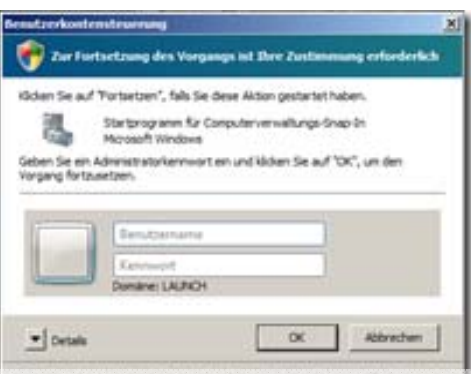 Benutzerkontensteuerung
Zur Fortsetzung des Vorgangs ist Ihre Zustimmung erforderlich
Klicken Sie auf "Fortsetzen", falls Sie diese Aktion gestartet haben.
Startprogramm für Computerverwaltungs-Snap-In
Microsoft Windows
Geben Sie ein Administratorkennwort ein und klicken Sie auf "OK", um den
Vorgang fortzusetzen.
Benutzername
Kennwort
Domäne: LAUNCH
Details
OK
Abbrechen